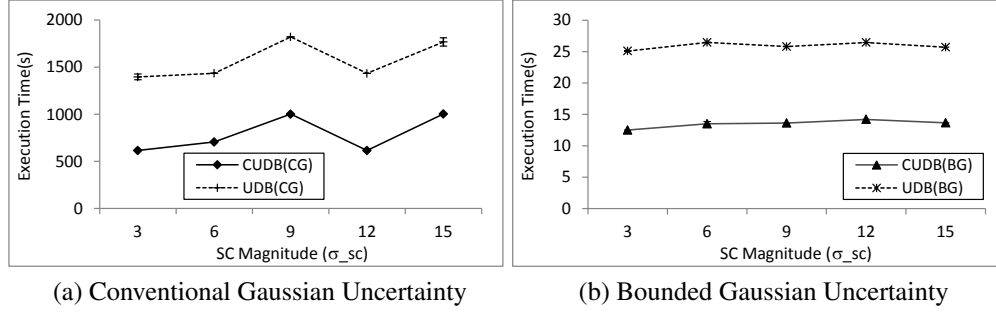 2000
1500
1000
500
0
Execution Time(s)
CUDB(CG)
UDB(CG)
3 6 9 12 15
SC Magnitude (σ_sc)
(a) Conventional Gaussian Uncertainty
30
25
20
15
10
5
0
Execution Time(s)
CUDB(BG)
UDB(BG)
3 6 9 12 15
SC Magnitude (σ_sc)
(b) Bounded Gaussian Uncertainty